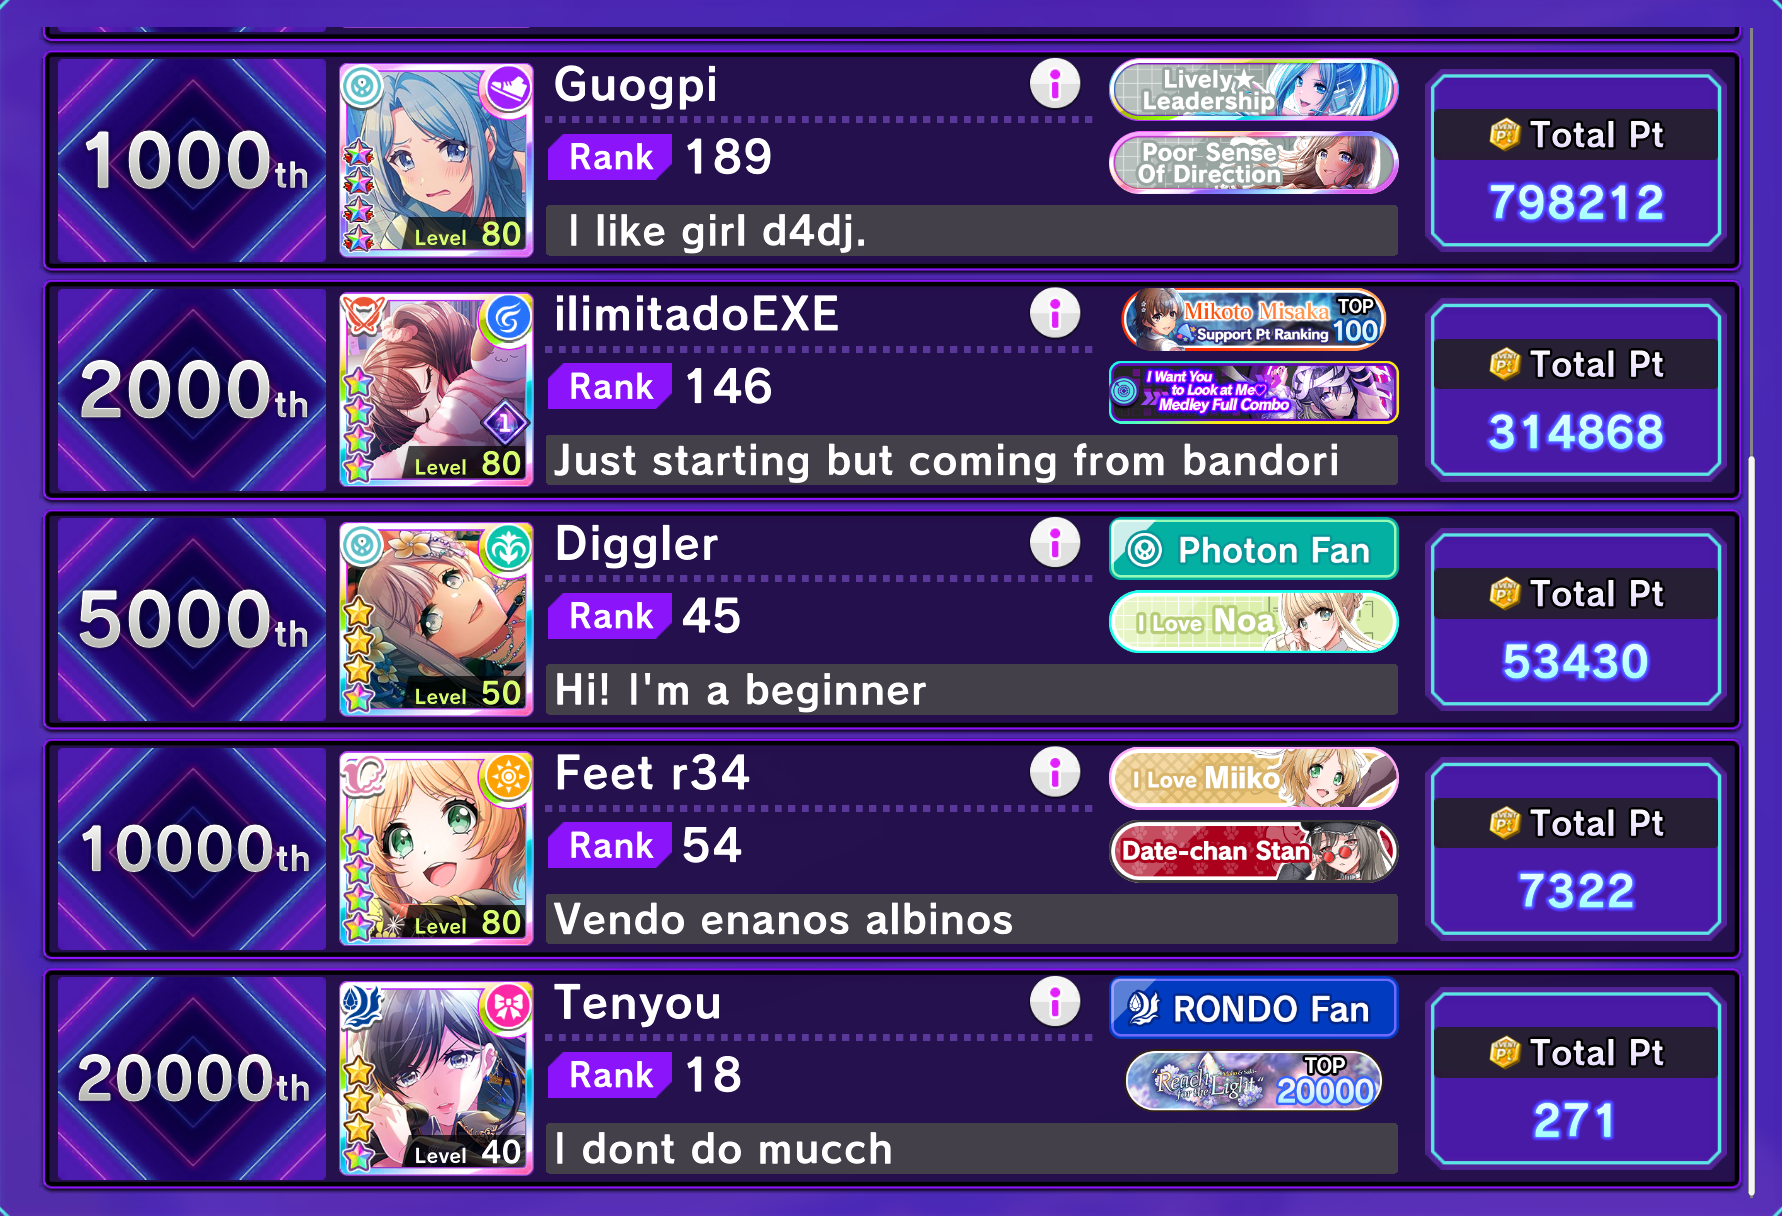 1000th
Guogpi
Lively★
Leadership
Rank 189
Poor Sense
Of Direction
Level 80
I like girl d4dj.
Total Pt
798212
2000th
ilimitadoEXE
Mikoto Misaka TOP
Support Pt Ranking 100
Rank 146
I Want You
to Look at Me♡
Medley Full Combo
1
Level 80
Just starting but coming from bandori
Total Pt
314868
5000th
Diggler
Photon Fan
Rank 45
I Love Noa
Level 50
Hi! I'm a beginner
Total Pt
53430
10000th
Feet r34
I Love Miiko
Rank 54
Date-chan Stan
Level 80
Vendo enanos albinos
Total Pt
7322
20000th
Tenyou
RONDO Fan
Rank 18
"Reach
for the Light"
TOP
20000
Level 40
I dont do mucch
Total Pt
271